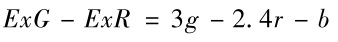 ExG − ExR = 3g − 2.4r − b